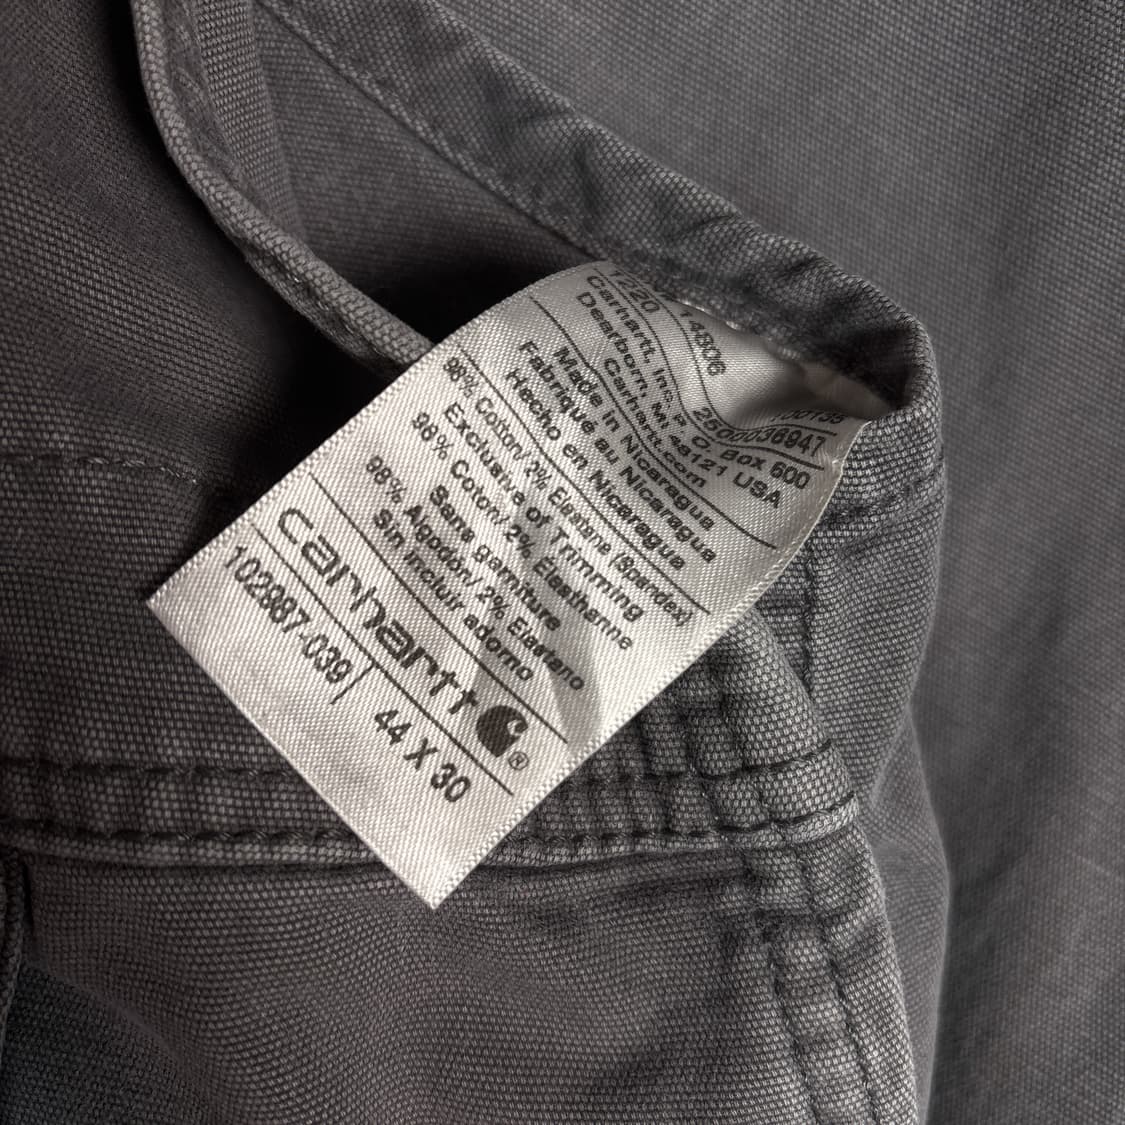 1220
14806
2500036947
Carhartt, Inc. P. O. Box 600
Dearborn, MI 48121 USA
Carhartt.com
Made in Nicaragua
Fabriqué au Nicaragua
Hecho en Nicaragua
98% Cotton/ 2% Elastane (Spandex)
Exclusive of Trimming
98% Coton/ 2% Elasthanne
Sans garniture
98% Algodón/ 2% Elastano
Sin incluir adorno
carhartt ®
102887-039 | 44 X 30